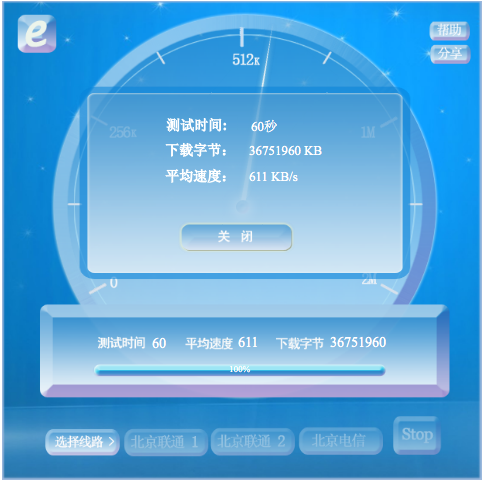 e
帮助
分享
512K
256K
1M
测试时间： 60秒
下载字节： 36751960 KB
平均速度： 611 KB/s
关 闭
0
2M
测试时间 60 平均速度 611 下载字节 36751960
100%
选择线路 > 北京联通 1 北京联通 2 北京电信 Stop